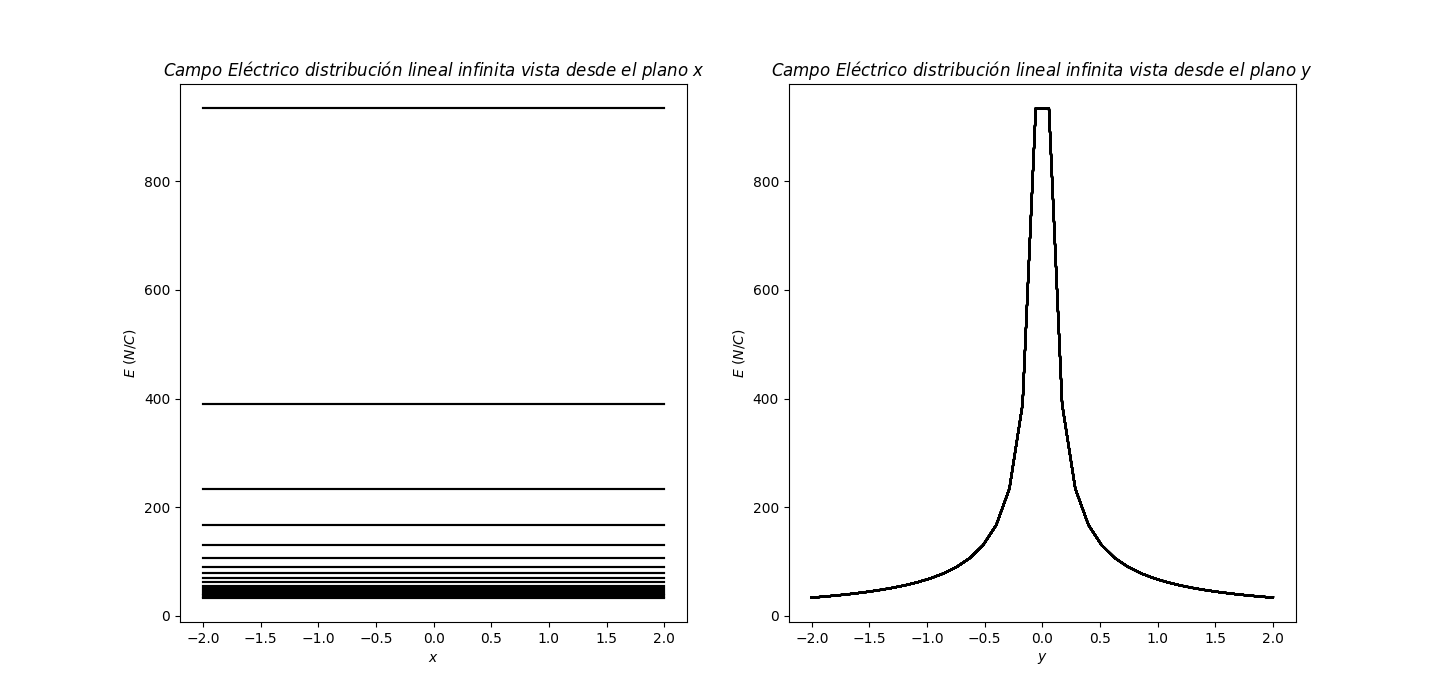 Campo Eléctrico distribución lineal infinita vista desde el plano x
800
600
400
200
0
E (N/C)
−2.0 −1.5 −1.0 −0.5 0.0 0.5 1.0 1.5 2.0
x
Campo Eléctrico distribución lineal infinita vista desde el plano y
800
600
400
200
0
E (N/C)
−2.0 −1.5 −1.0 −0.5 0.0 0.5 1.0 1.5 2.0
y